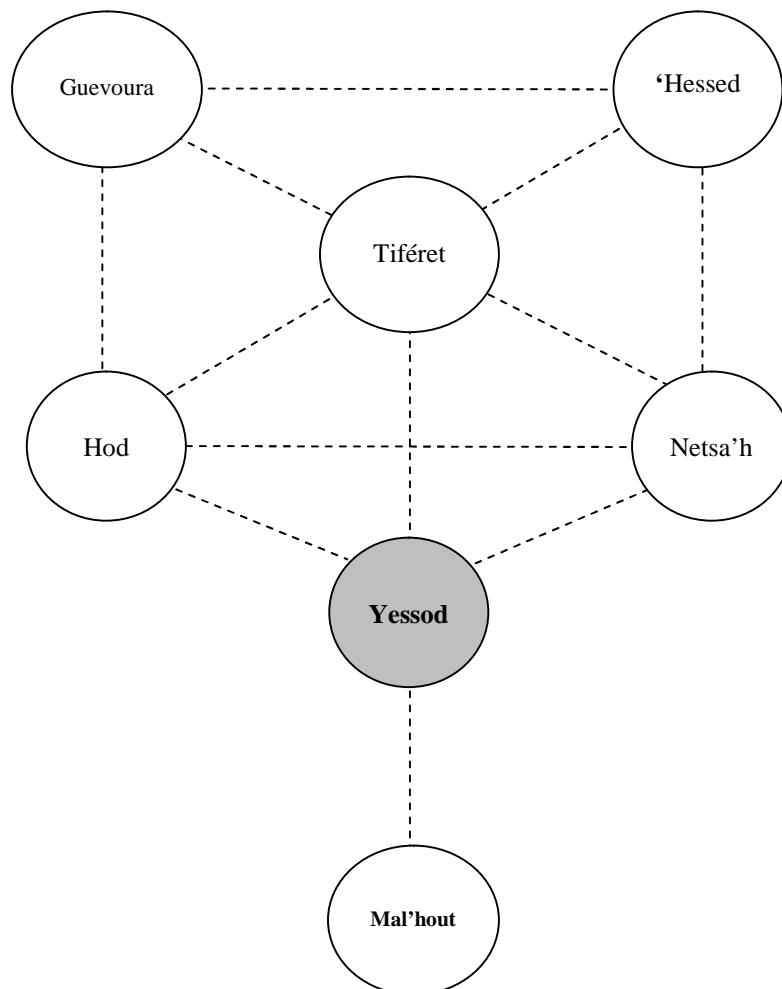 Guevoura
‘Hessed
Tiféret
Hod
Netsa’h
Yessod
Mal’hout